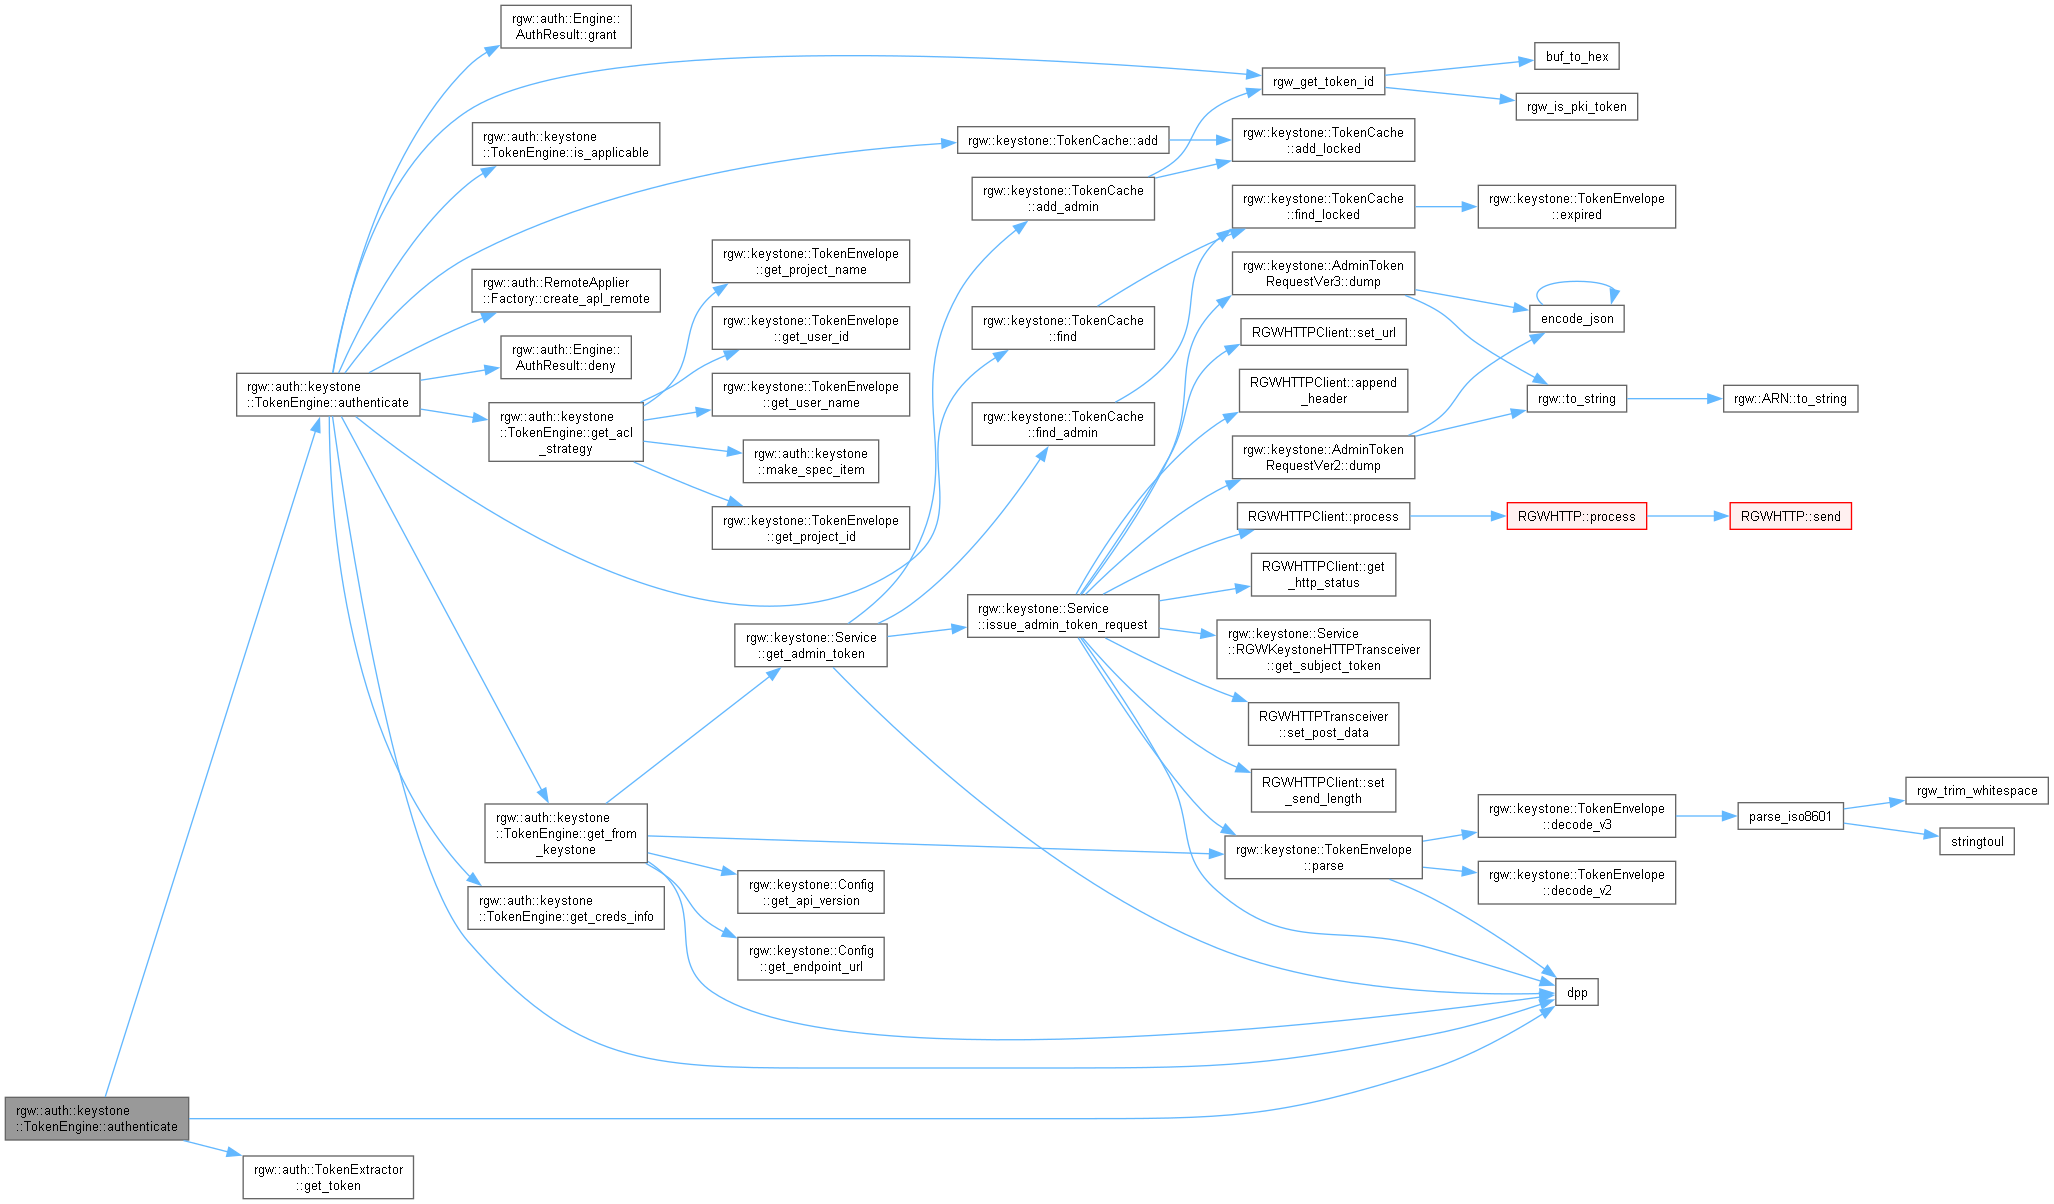 rgw::auth::Engine::
AuthResult::grant
buf_to_hex
rgw_get_token_id
rgw_is_pki_token
rgw::auth::keystone
::TokenEngine::is_applicable
rgw::keystone::TokenCache::add
rgw::keystone::TokenCache
::add_locked
rgw::keystone::TokenCache
::add_admin
rgw::keystone::TokenCache
::find_locked
rgw::keystone::TokenEnvelope
::expired
rgw::keystone::TokenEnvelope
::get_project_name
rgw::keystone::AdminToken
RequestVer3::dump
rgw::auth::RemoteApplier
::Factory::create_apl_remote
encode_json
rgw::keystone::TokenEnvelope
::get_user_id
rgw::keystone::TokenCache
::find
RGWHTTPClient::set_url
rgw::auth::Engine::
AuthResult::deny
rgw::auth::keystone
::TokenEngine::authenticate
rgw::keystone::TokenEnvelope
::get_user_name
RGWHTTPClient::append
_header
rgw::to_string
rgw::ARN::to_string
rgw::auth::keystone
::TokenEngine::get_acl
_strategy
rgw::keystone::TokenCache
::find_admin
rgw::auth::keystone
::make_spec_item
rgw::keystone::AdminToken
RequestVer2::dump
rgw::keystone::TokenEnvelope
::get_project_id
RGWHTTPClient::process
RGWHTTP::process
RGWHTTP::send
RGWHTTPClient::get
_http_status
rgw::keystone::Service
::issue_admin_token_request
rgw::keystone::Service
::get_admin_token
rgw::keystone::Service
::RGWKeystoneHTTPTransceiver
::get_subject_token
RGWHTTPTransceiver
::set_post_data
RGWHTTPClient::set
_send_length
rgw::auth::keystone
::TokenEngine::get_from
_keystone
rgw::keystone::TokenEnvelope
::parse
rgw::keystone::TokenEnvelope
::decode_v3
parse_iso8601
rgw_trim_whitespace
stringtoul
rgw::keystone::TokenEnvelope
::decode_v2
rgw::keystone::Config
::get_api_version
rgw::auth::keystone
::TokenEngine::get_creds_info
rgw::keystone::Config
::get_endpoint_url
dpp
rgw::auth::keystone
::TokenEngine::authenticate
rgw::auth::TokenExtractor
::get_token